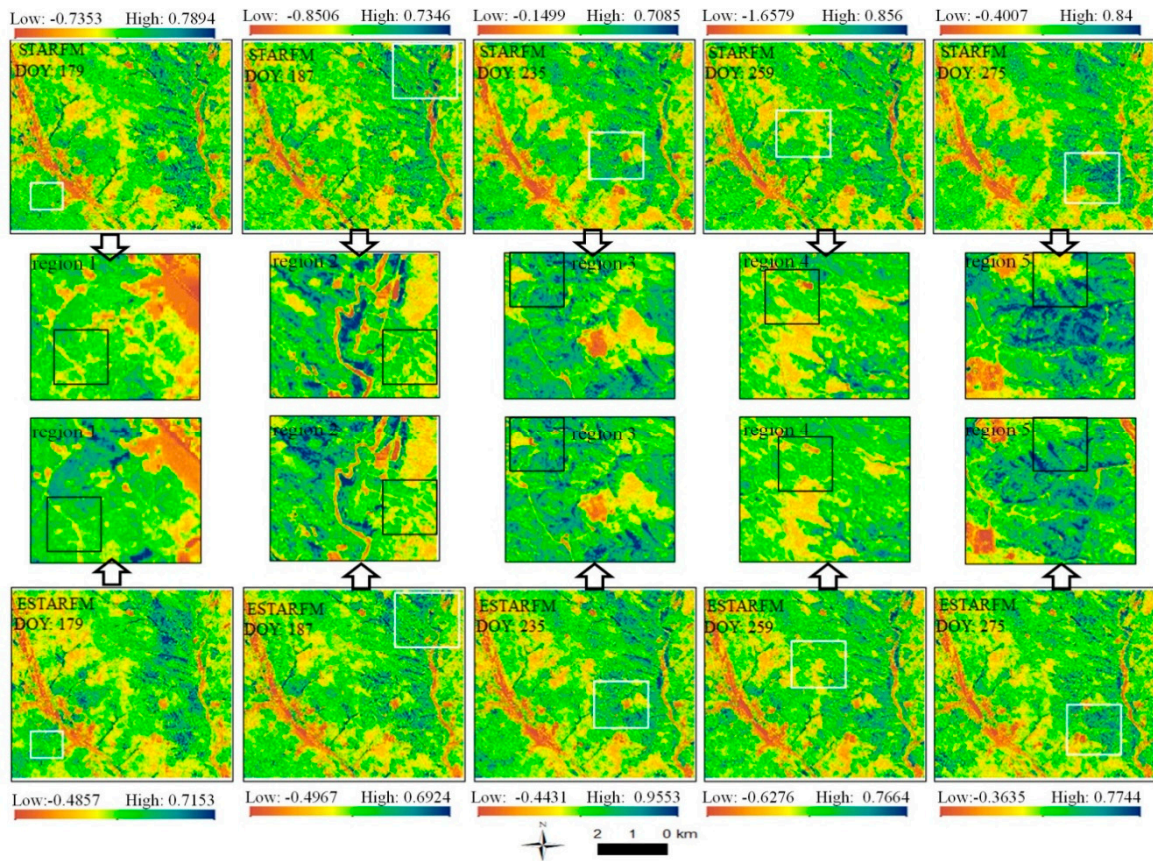 Low: -0.7353 High: 0.7894
Low: -0.8506 High: 0.7346
Low: -0.1499 High: 0.7085
Low: -1.6579 High: 0.856
Low: -0.4007 High: 0.84
STARFM
DOY: 179
STARFM
DOY: 187
STARFM
DOY: 235
STARFM
DOY: 259
STARFM
DOY: 275
region 1
region 2
region 3
region 4
region 5
region 1
region 2
region 3
region 4
region 5
ESTARFM
DOY: 179
ESTARFM
DOY: 187
ESTARFM
DOY: 235
ESTARFM
DOY: 259
ESTARFM
DOY: 275
Low:-0.4857 High: 0.7153
Low: -0.4967 High: 0.6924
Low: -0.4431 High: 0.9553
Low: -0.6276 High: 0.7664
Low: -0.3635 High: 0.7744
N
2 1 0 km